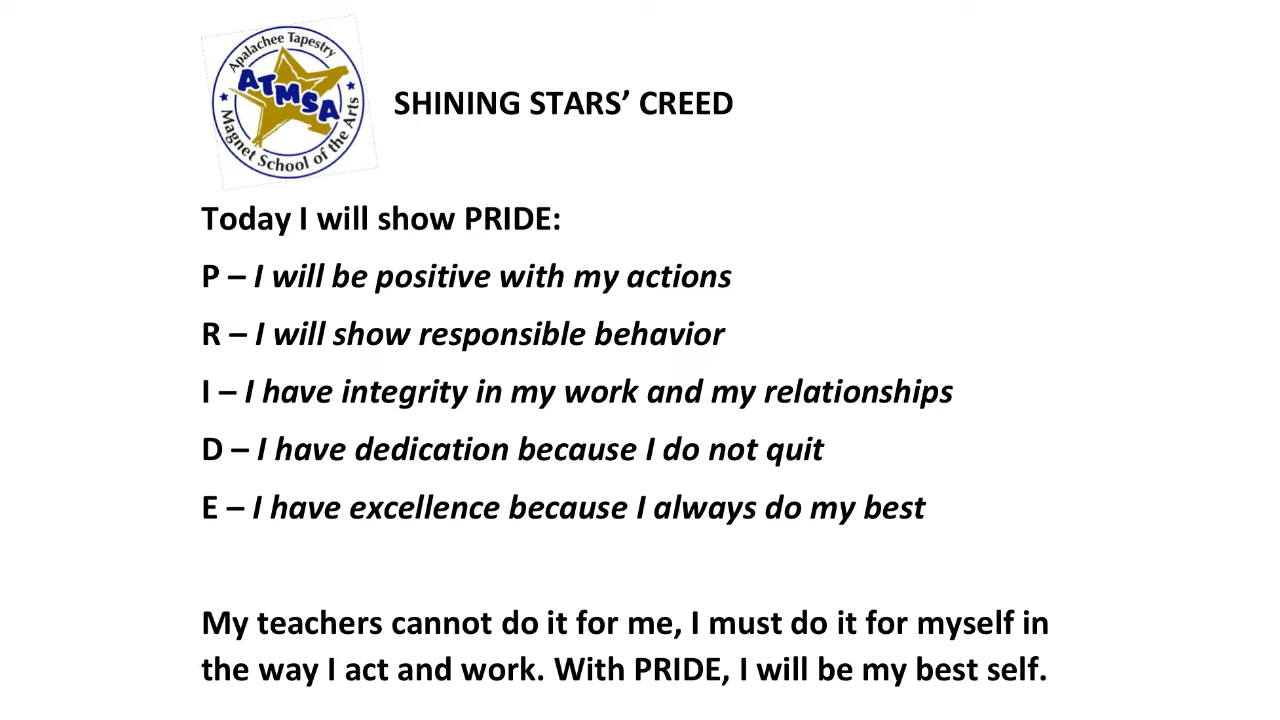 Apalachee Tapestry
ATMSA
Magnet School of the Arts
SHINING STARS’ CREED
Today I will show PRIDE:
P – I will be positive with my actions
R – I will show responsible behavior
I – I have integrity in my work and my relationships
D – I have dedication because I do not quit
E – I have excellence because I always do my best
My teachers cannot do it for me, I must do it for myself in
the way I act and work. With PRIDE, I will be my best self.